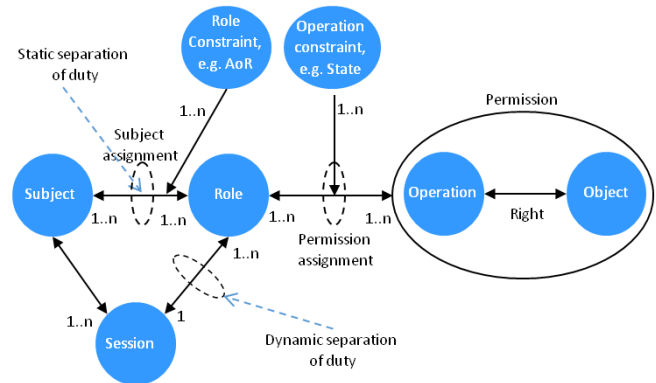 Role
Constraint,
e.g. AoR
Operation
constraint,
e.g. State
Static separation
of duty
1..n
1..n
Permission
Subject
assignment
Subject
Role
Operation
Object
1..n
1..n
1..n
1..n
Right
Permission
assignment
1..n
1..n
1
Session
Dynamic separation
of duty